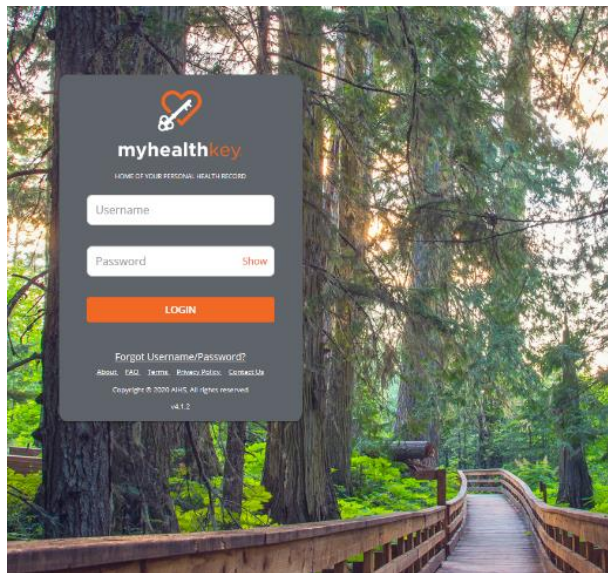 myhealthkey
HOME OF YOUR PERSONAL HEALTH RECORD
Username
Password Show
LOGIN
Forgot Username/Password?
About FAQ Terms Privacy Policy Contact Us
Copyright © 2020 AIHS, All rights reserved
v4.1.2